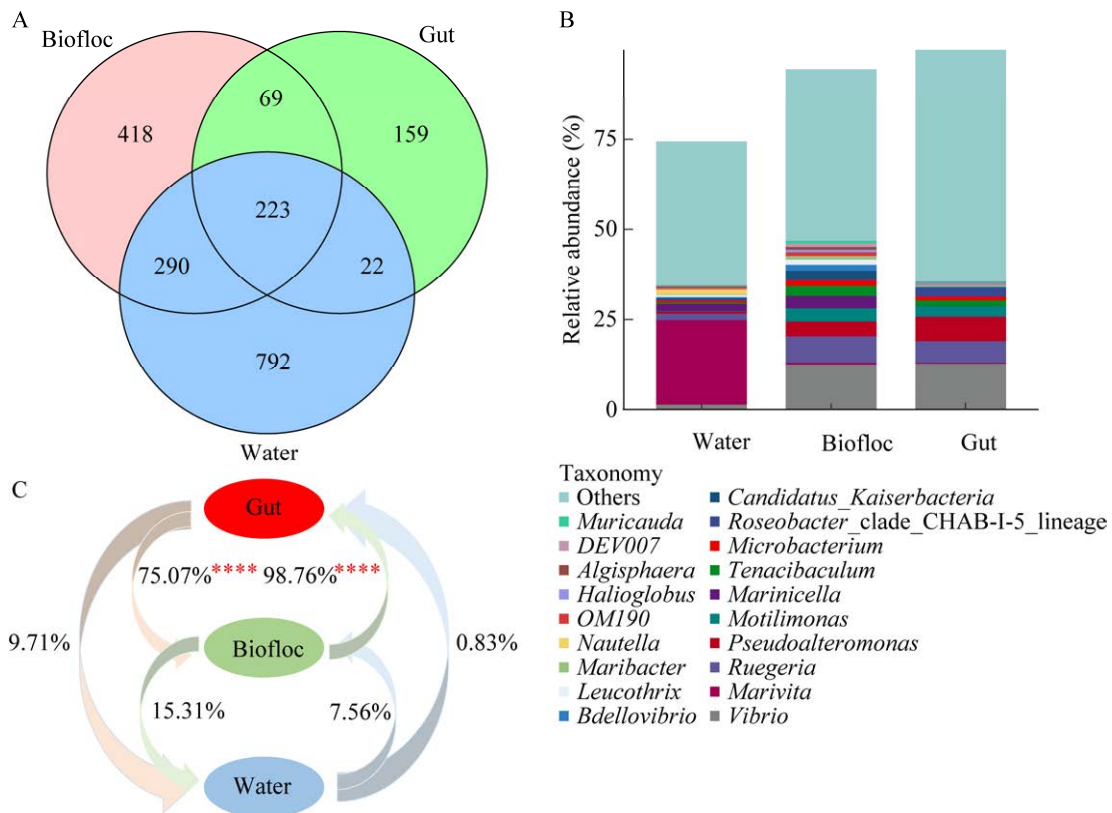 A
Biofloc
Gut
69
418
159
223
290
22
792
Water
B
Relative abundance (%)
75
50
25
0
Water
Biofloc
Gut
Taxonomy
Others
Muricauda
DEV007
Algisphaera
Halioglobus
OM190
Nautella
Maribacter
Leucothrix
Bdellovibrio
Candidatus_Kaiserbacteria
Roseobacter_clade_CHAB-I-5_lineage
Microbacterium
Tenacibaculum
Marinicella
Motilimonas
Pseudoalteromonas
Ruegeria
Marivita
Vibrio
C
Gut
75.07%**** 98.76%****
9.71%
Biofloc
0.83%
15.31%
7.56%
Water